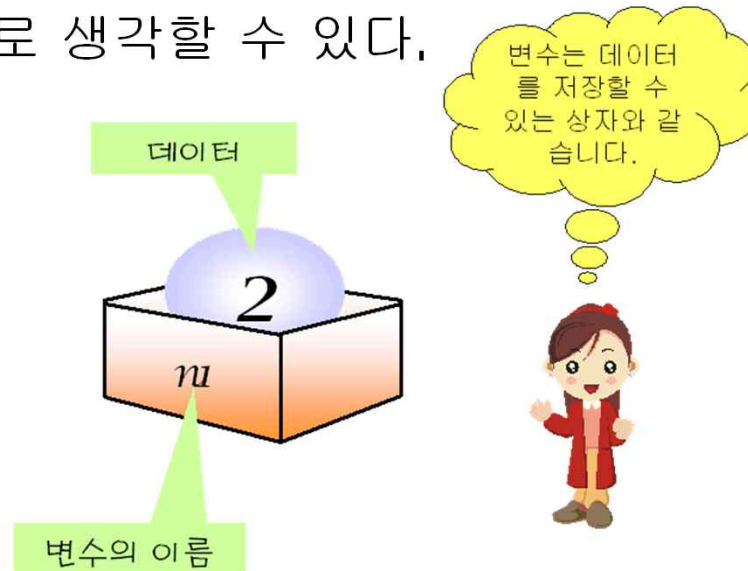 로 생각할 수 있다.
변수는 데이터
를 저장할 수
있는 상자와 같
습니다.
데이터
2
n1
변수의 이름